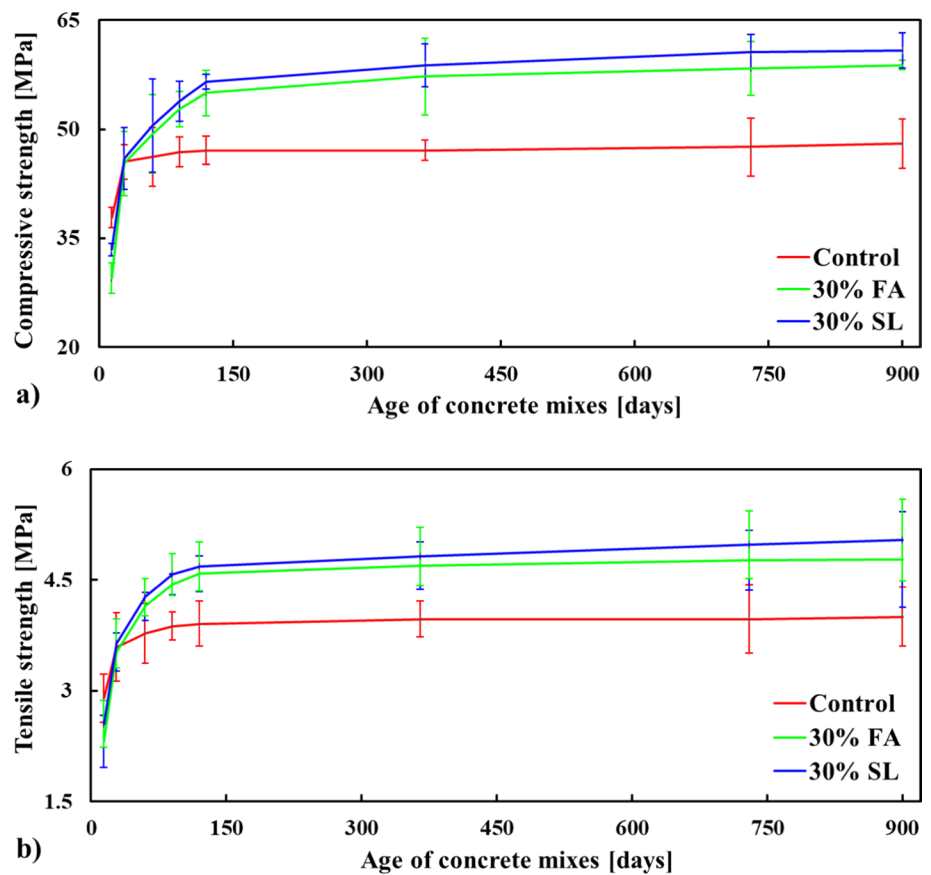 65
50
35
20
Compressive strength [MPa]
Control
30% FA
30% SL
0 150 300 450 600 750 900
a)
Age of concrete mixes [days]
6
4.5
3
1.5
Tensile strength [MPa]
Control
30% FA
30% SL
0 150 300 450 600 750 900
b)
Age of concrete mixes [days]